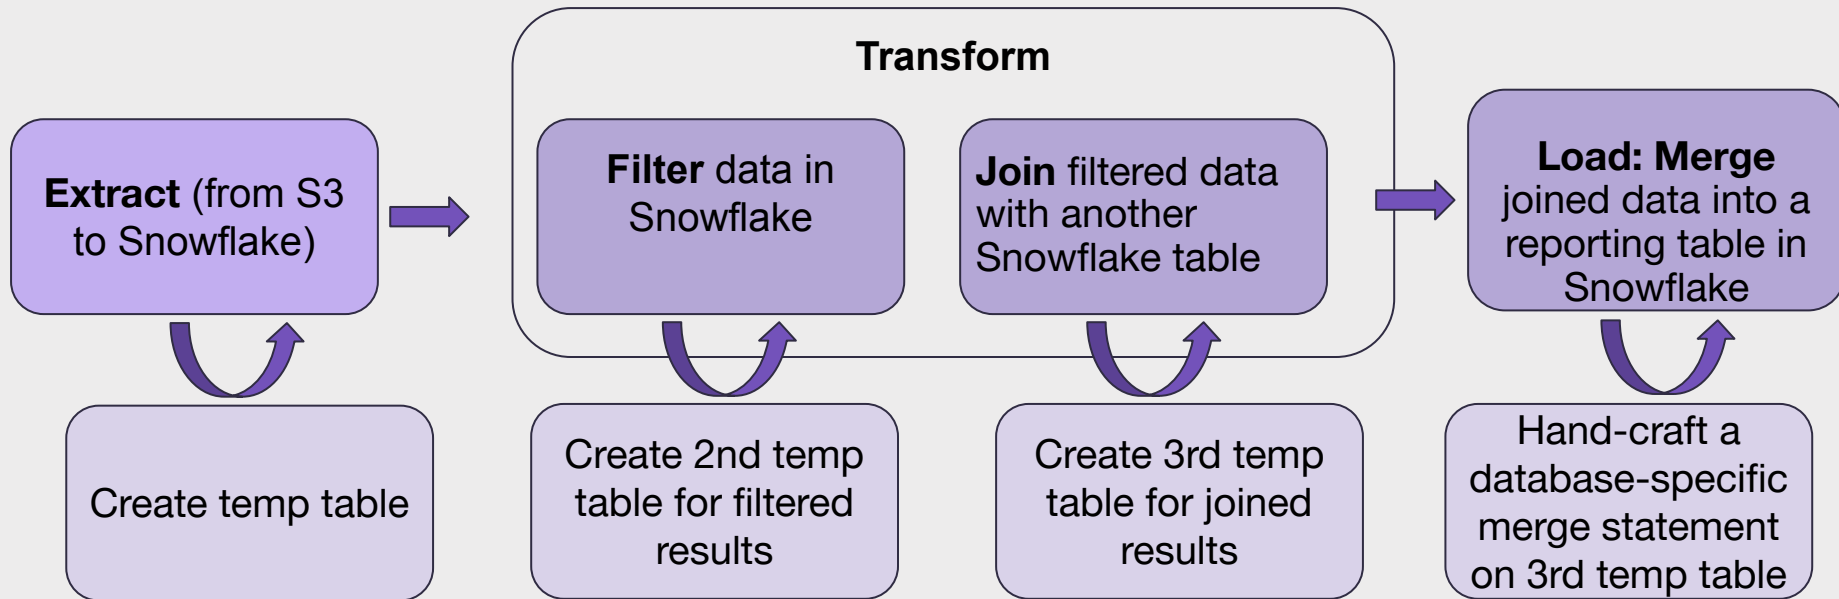 Transform
Extract (from S3
to Snowflake)
Filter data in
Snowflake
Join filtered data
with another
Snowflake table
Load: Merge
joined data into a
reporting table in
Snowflake
Create temp table
Create 2nd temp
table for filtered
results
Create 3rd temp
table for joined
results
Hand-craft a
database-specific
merge statement
on 3rd temp table